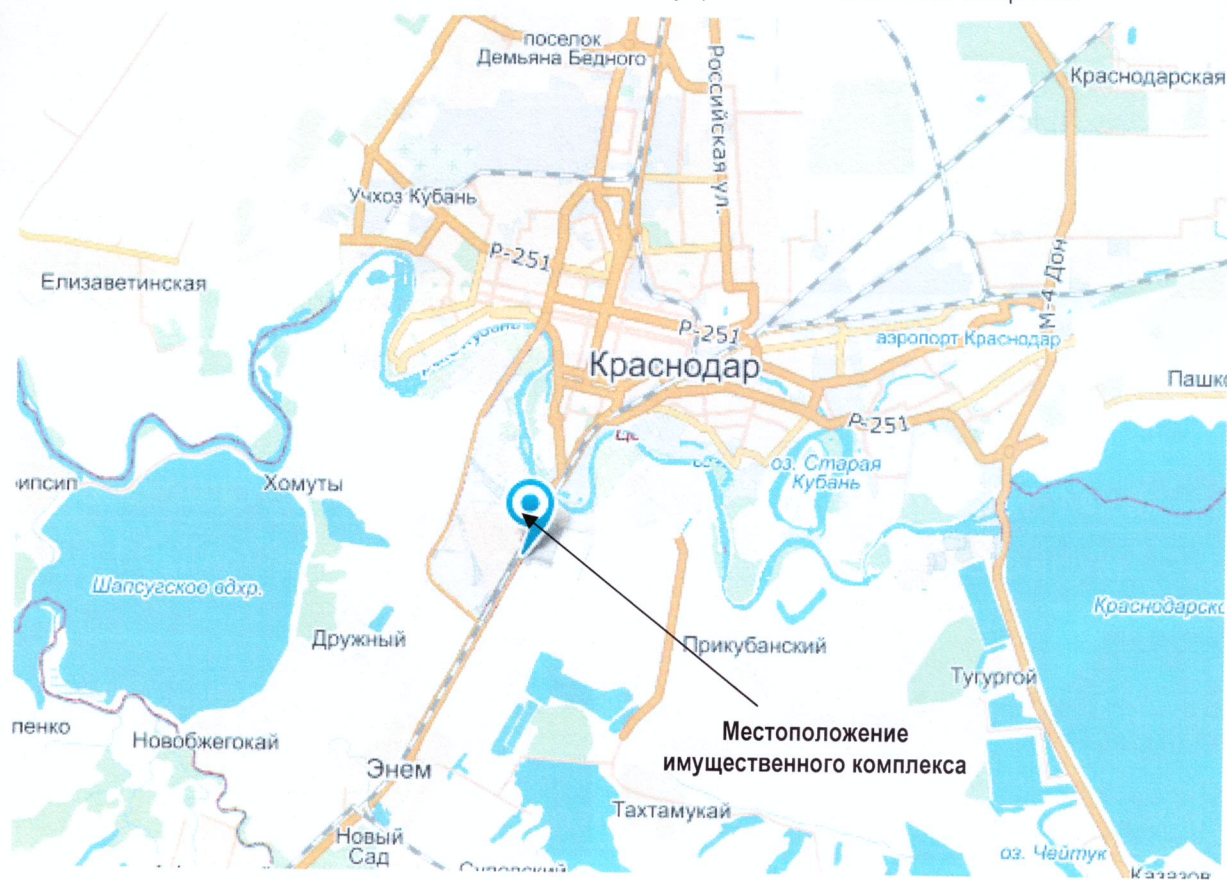 поселок
Демьяна Бедного
Российская ул.
Краснодарская
Учхоз Кубань
Р-251
Елизаветинская
М-4 Дон
Р-251
аэропорт Краснодар
Краснодар
Пашко
Р-251
оз. Старая
Кубань
Хомуты
Шапсугское вдхр.
Краснодарско
Дружный
Прикубанский
Тугургой
Местоположение
имущественного комплекса
пенко
Новобжегокай
Энем
Тахтамукай
Новый
Сад
оз. Чейтук
Казазов